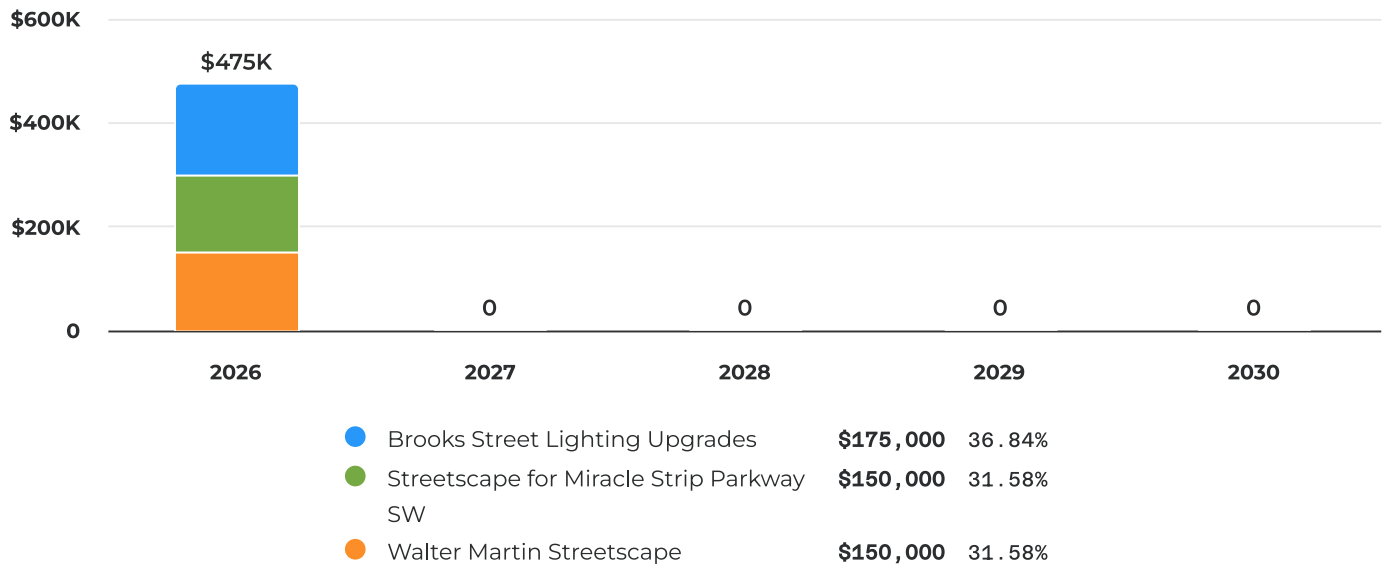 $600K
$475K
$400K
$200K
0 0 0 0
0
2026 2027 2028 2029 2030
Brooks Street Lighting Upgrades $175,000 36.84%
Streetscape for Miracle Strip Parkway $150,000 31.58%
SW
Walter Martin Streetscape $150,000 31.58%